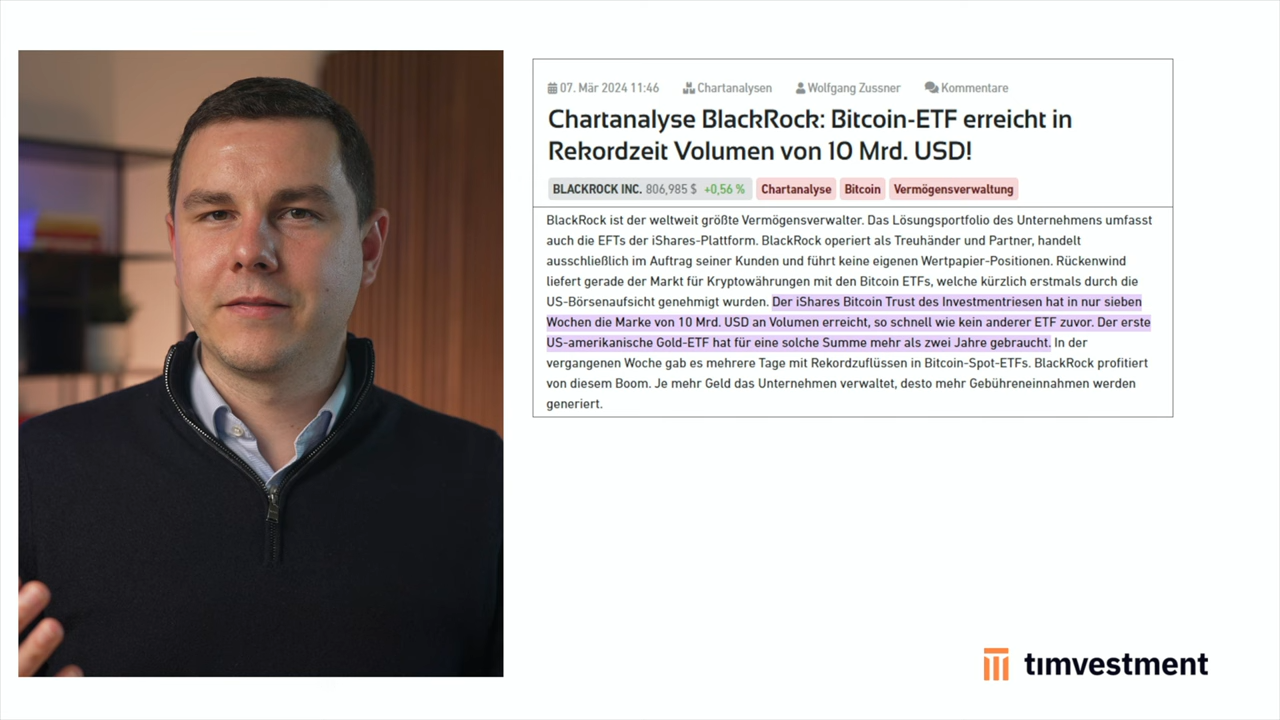 07. Mär 2024 11:46 Chartanalysen Wolfgang Zussner Kommentare
Chartanalyse BlackRock: Bitcoin-ETF erreicht in
Rekordzeit Volumen von 10 Mrd. USD!
BLACKROCK INC. 806,985 $ +0,56 % Chartanalyse Bitcoin Vermögensverwaltung
BlackRock ist der weltweit größte Vermögensverwalter. Das Lösungsportfolio des Unternehmens umfasst
auch die EFTs der iShares-Plattform. BlackRock operiert als Treuhänder und Partner, handelt
ausschließlich im Auftrag seiner Kunden und führt keine eigenen Wertpapier-Positionen. Rückenwind
liefert gerade der Markt für Kryptowährungen mit den Bitcoin ETFs, welche kürzlich erstmals durch die
US-Börsenaufsicht genehmigt wurden. Der iShares Bitcoin Trust des Investmentriesen hat in nur sieben
Wochen die Marke von 10 Mrd. USD an Volumen erreicht, so schnell wie kein anderer ETF zuvor. Der erste
US-amerikanische Gold-ETF hat für eine solche Summe mehr als zwei Jahre gebraucht. In der
vergangenen Woche gab es mehrere Tage mit Rekordzuflüssen in Bitcoin-Spot-ETFs. BlackRock profitiert
von diesem Boom. Je mehr Geld das Unternehmen verwaltet, desto mehr Gebühreneinnahmen werden
generiert.
tımvestment